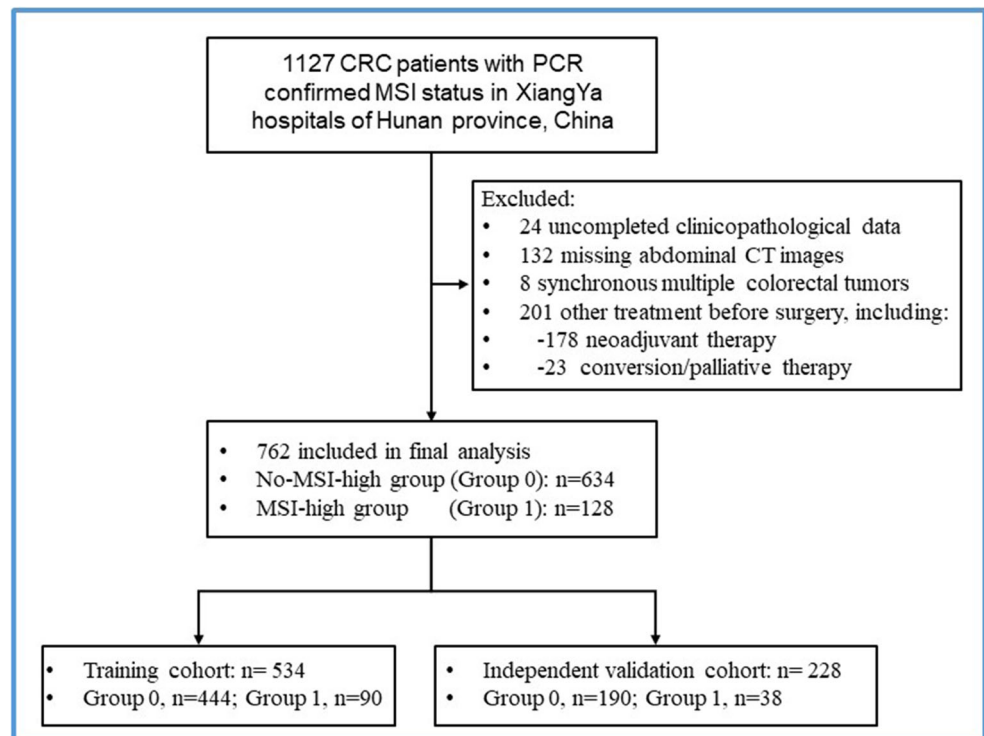 1127 CRC patients with PCR
confirmed MSI status in XiangYa
hospitals of Hunan province, China
Excluded:
• 24 uncompleted clinicopathological data
• 132 missing abdominal CT images
• 8 synchronous multiple colorectal tumors
• 201 other treatment before surgery, including:
-178 neoadjuvant therapy
-23 conversion/palliative therapy
• 762 included in final analysis
• No-MSI-high group (Group 0): n=634
• MSI-high group (Group 1): n=128
• Training cohort: n= 534
• Group 0, n=444; Group 1, n=90
• Independent validation cohort: n= 228
• Group 0, n=190; Group 1, n=38